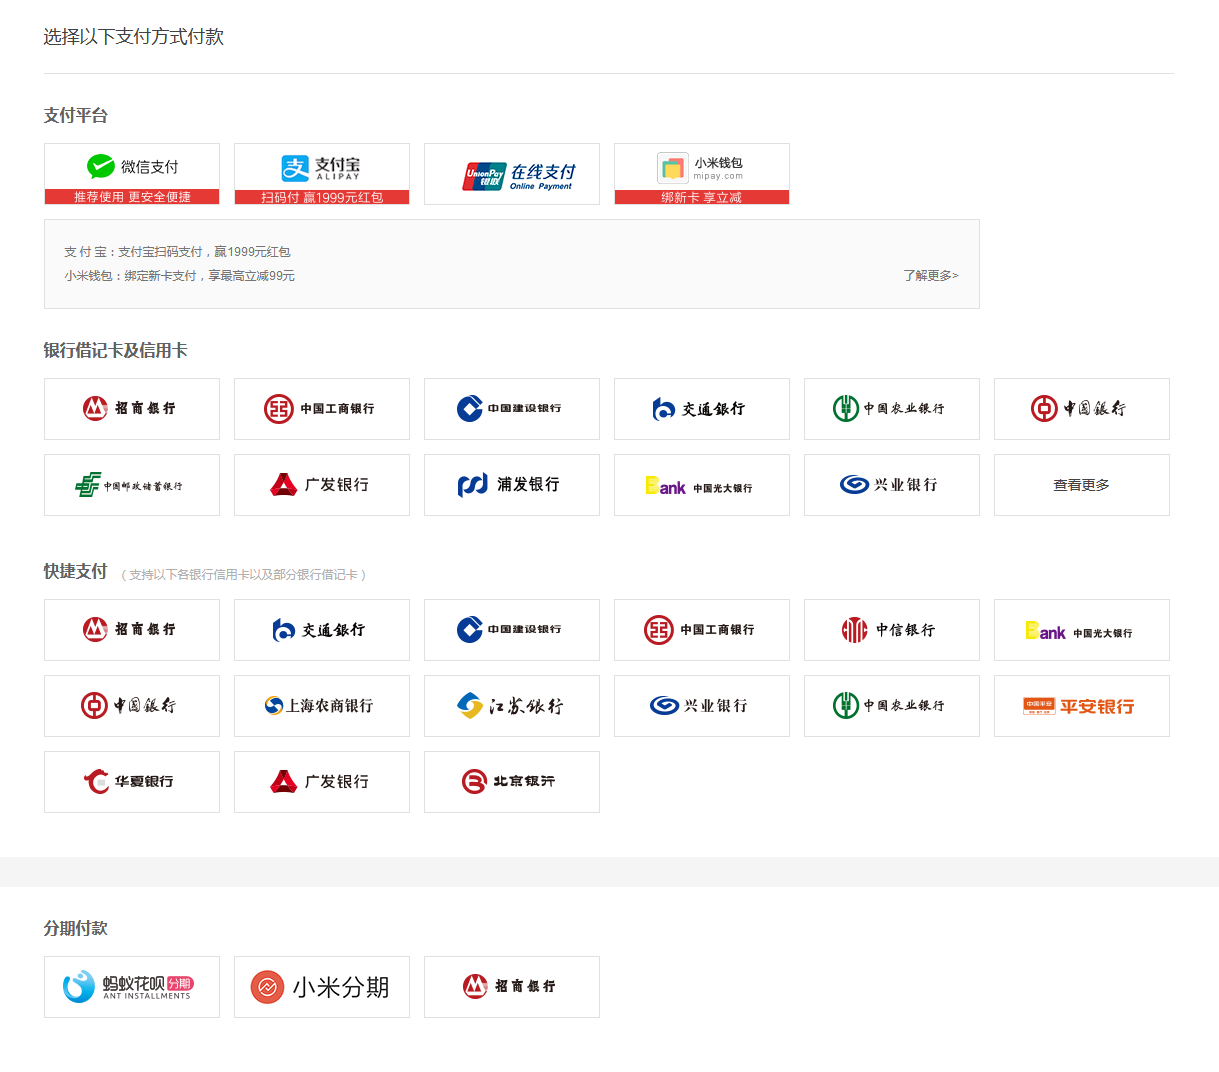 选择以下支付方式付款
支付平台
微信支付
推荐使用 更安全便捷
支付宝
ALIPAY
扫码付 赢1999元红包
UnionPay
银联
在线支付
Online Payment
小米钱包
mipay.com
绑新卡 享立减
支 付 宝：支付宝扫码支付，赢1999元红包
小米钱包：绑定新卡支付，享最高立减99元
了解更多>
银行借记卡及信用卡
招商银行
中国工商银行
中国建设银行
交通银行
中国农业银行
中国银行
中国邮政储蓄银行
广发银行
浦发银行
Bank 中国光大银行
兴业银行
查看更多
快捷支付 （支持以下各银行信用卡以及部分银行借记卡）
招商银行
交通银行
中国建设银行
中国工商银行
中信银行
Bank 中国光大银行
中国银行
上海农商银行
江苏银行
兴业银行
中国农业银行
中国平安
平安银行
华夏银行
广发银行
北京银行
分期付款
蚂蚁花呗 分期
ANT INSTALLMENTS
小米分期
招商银行